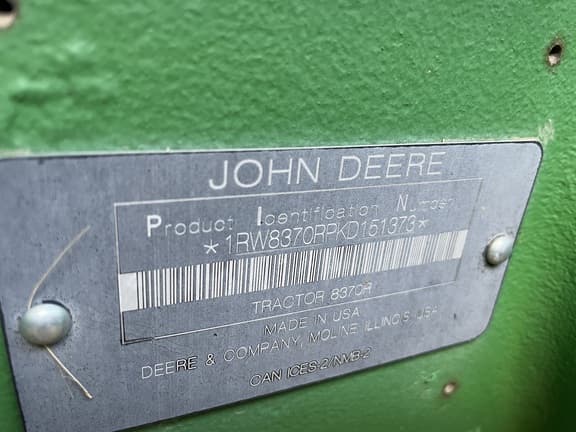 JOHN DEERE
Product Identification Number
*1RW8370RPKD151373*
TRACTOR 8370R
MADE IN USA
DEERE & COMPANY, MOLINE ILLINOIS USA
CAN ICES-2/NMB-2